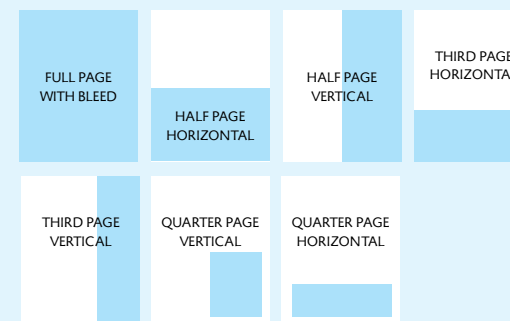 FULL PAGE
WITH BLEED
HALF PAGE
HORIZONTAL
HALF PAGE
VERTICAL
THIRD PAGE
HORIZONTA
THIRD PAGE
VERTICAL
QUARTER PAGE
VERTICAL
QUARTER PAGE
HORIZONTAL